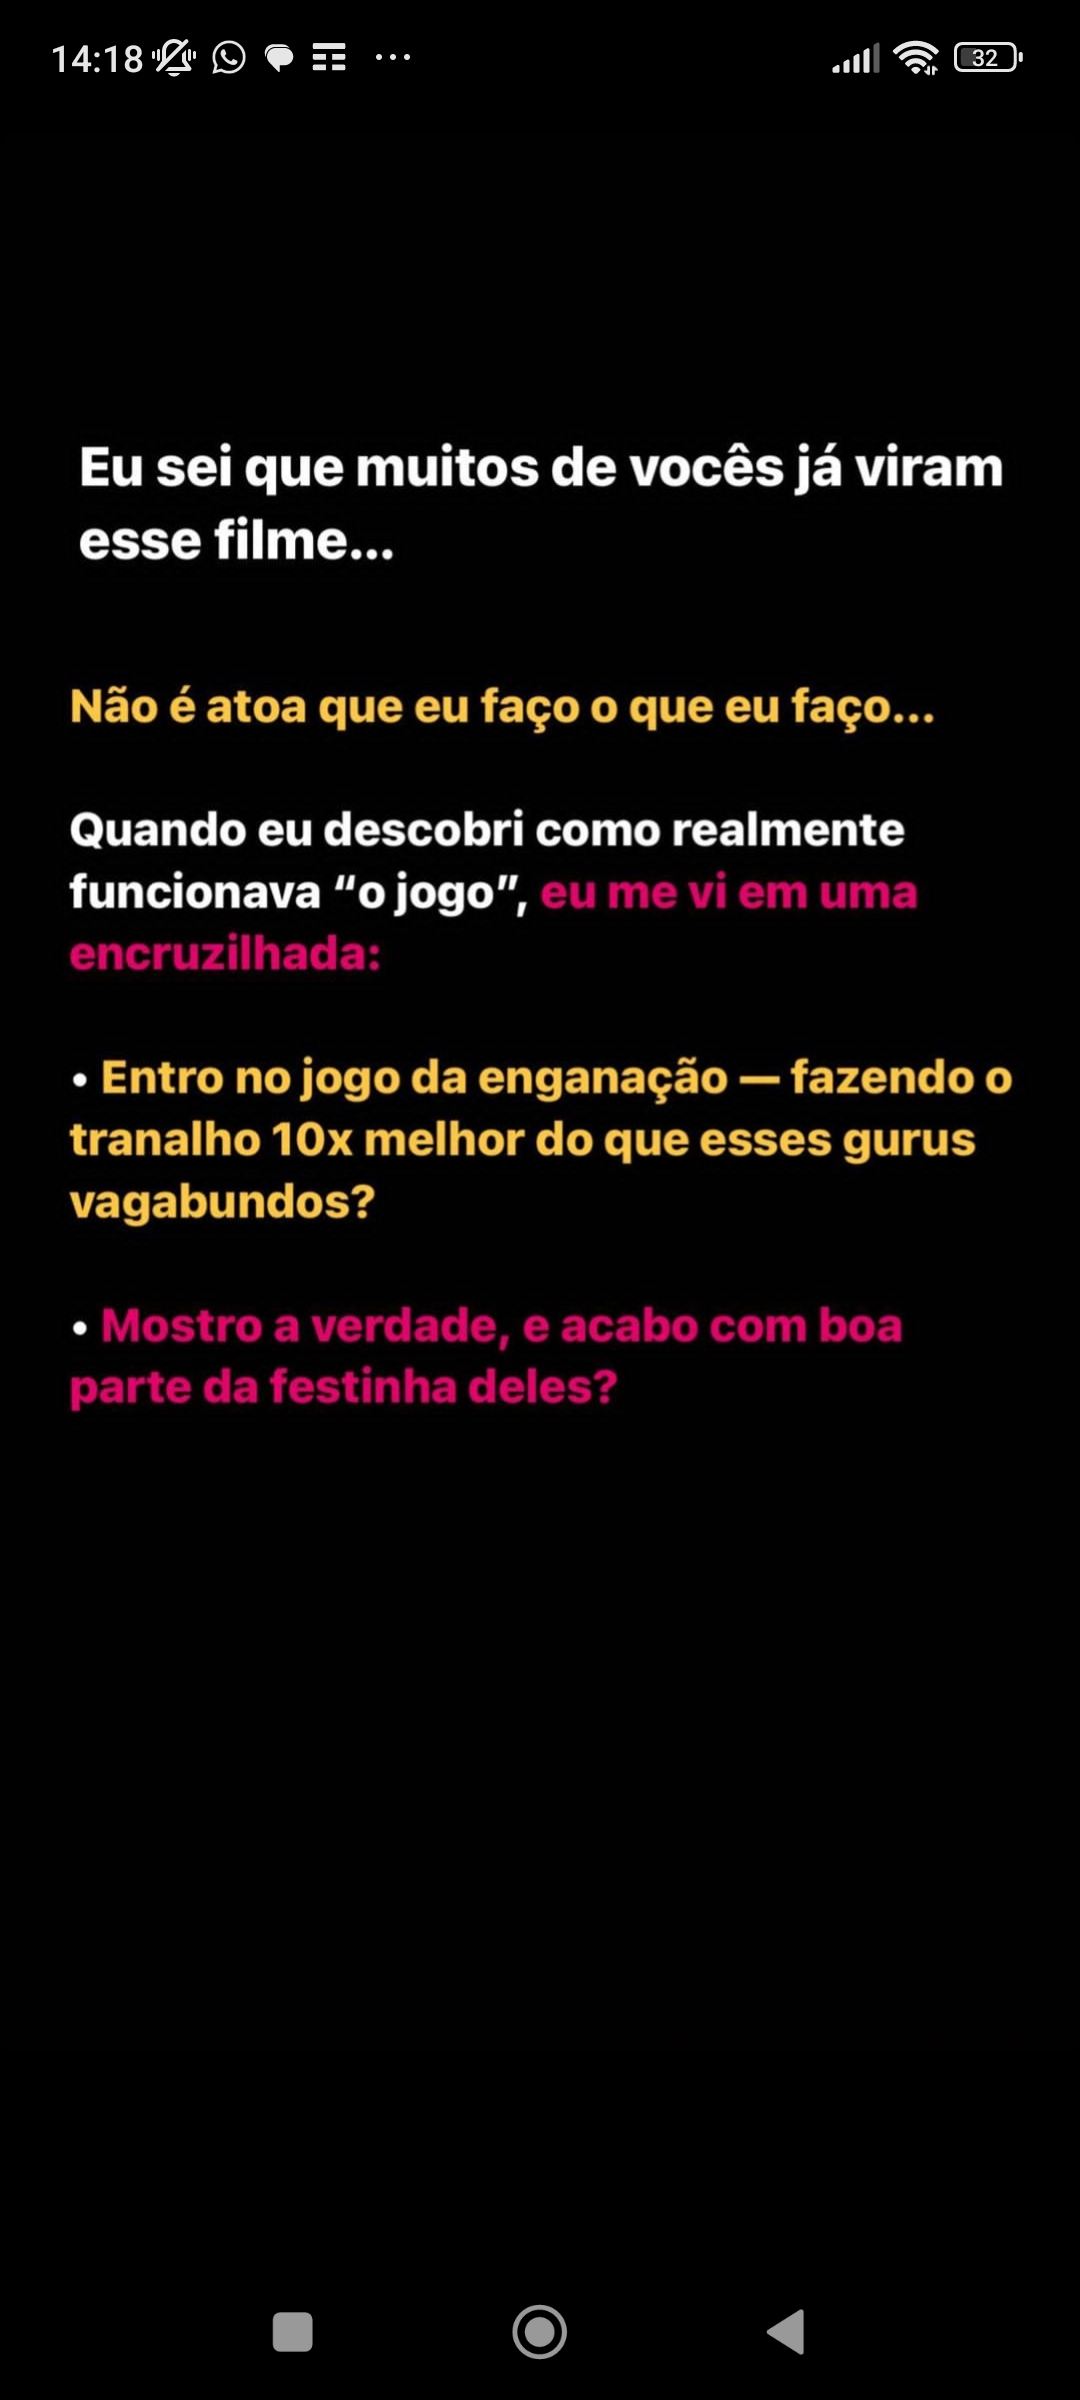 14:18
32
Eu sei que muitos de vocês já viram
esse filme...
Não é atoa que eu faço o que eu faço...
Quando eu descobri como realmente
funcionava “o jogo”, eu me vi em uma
encruzilhada:
• Entro no jogo da enganação — fazendo o
tranalho 10x melhor do que esses gurus
vagabundos?
• Mostro a verdade, e acabo com boa
parte da festinha deles?